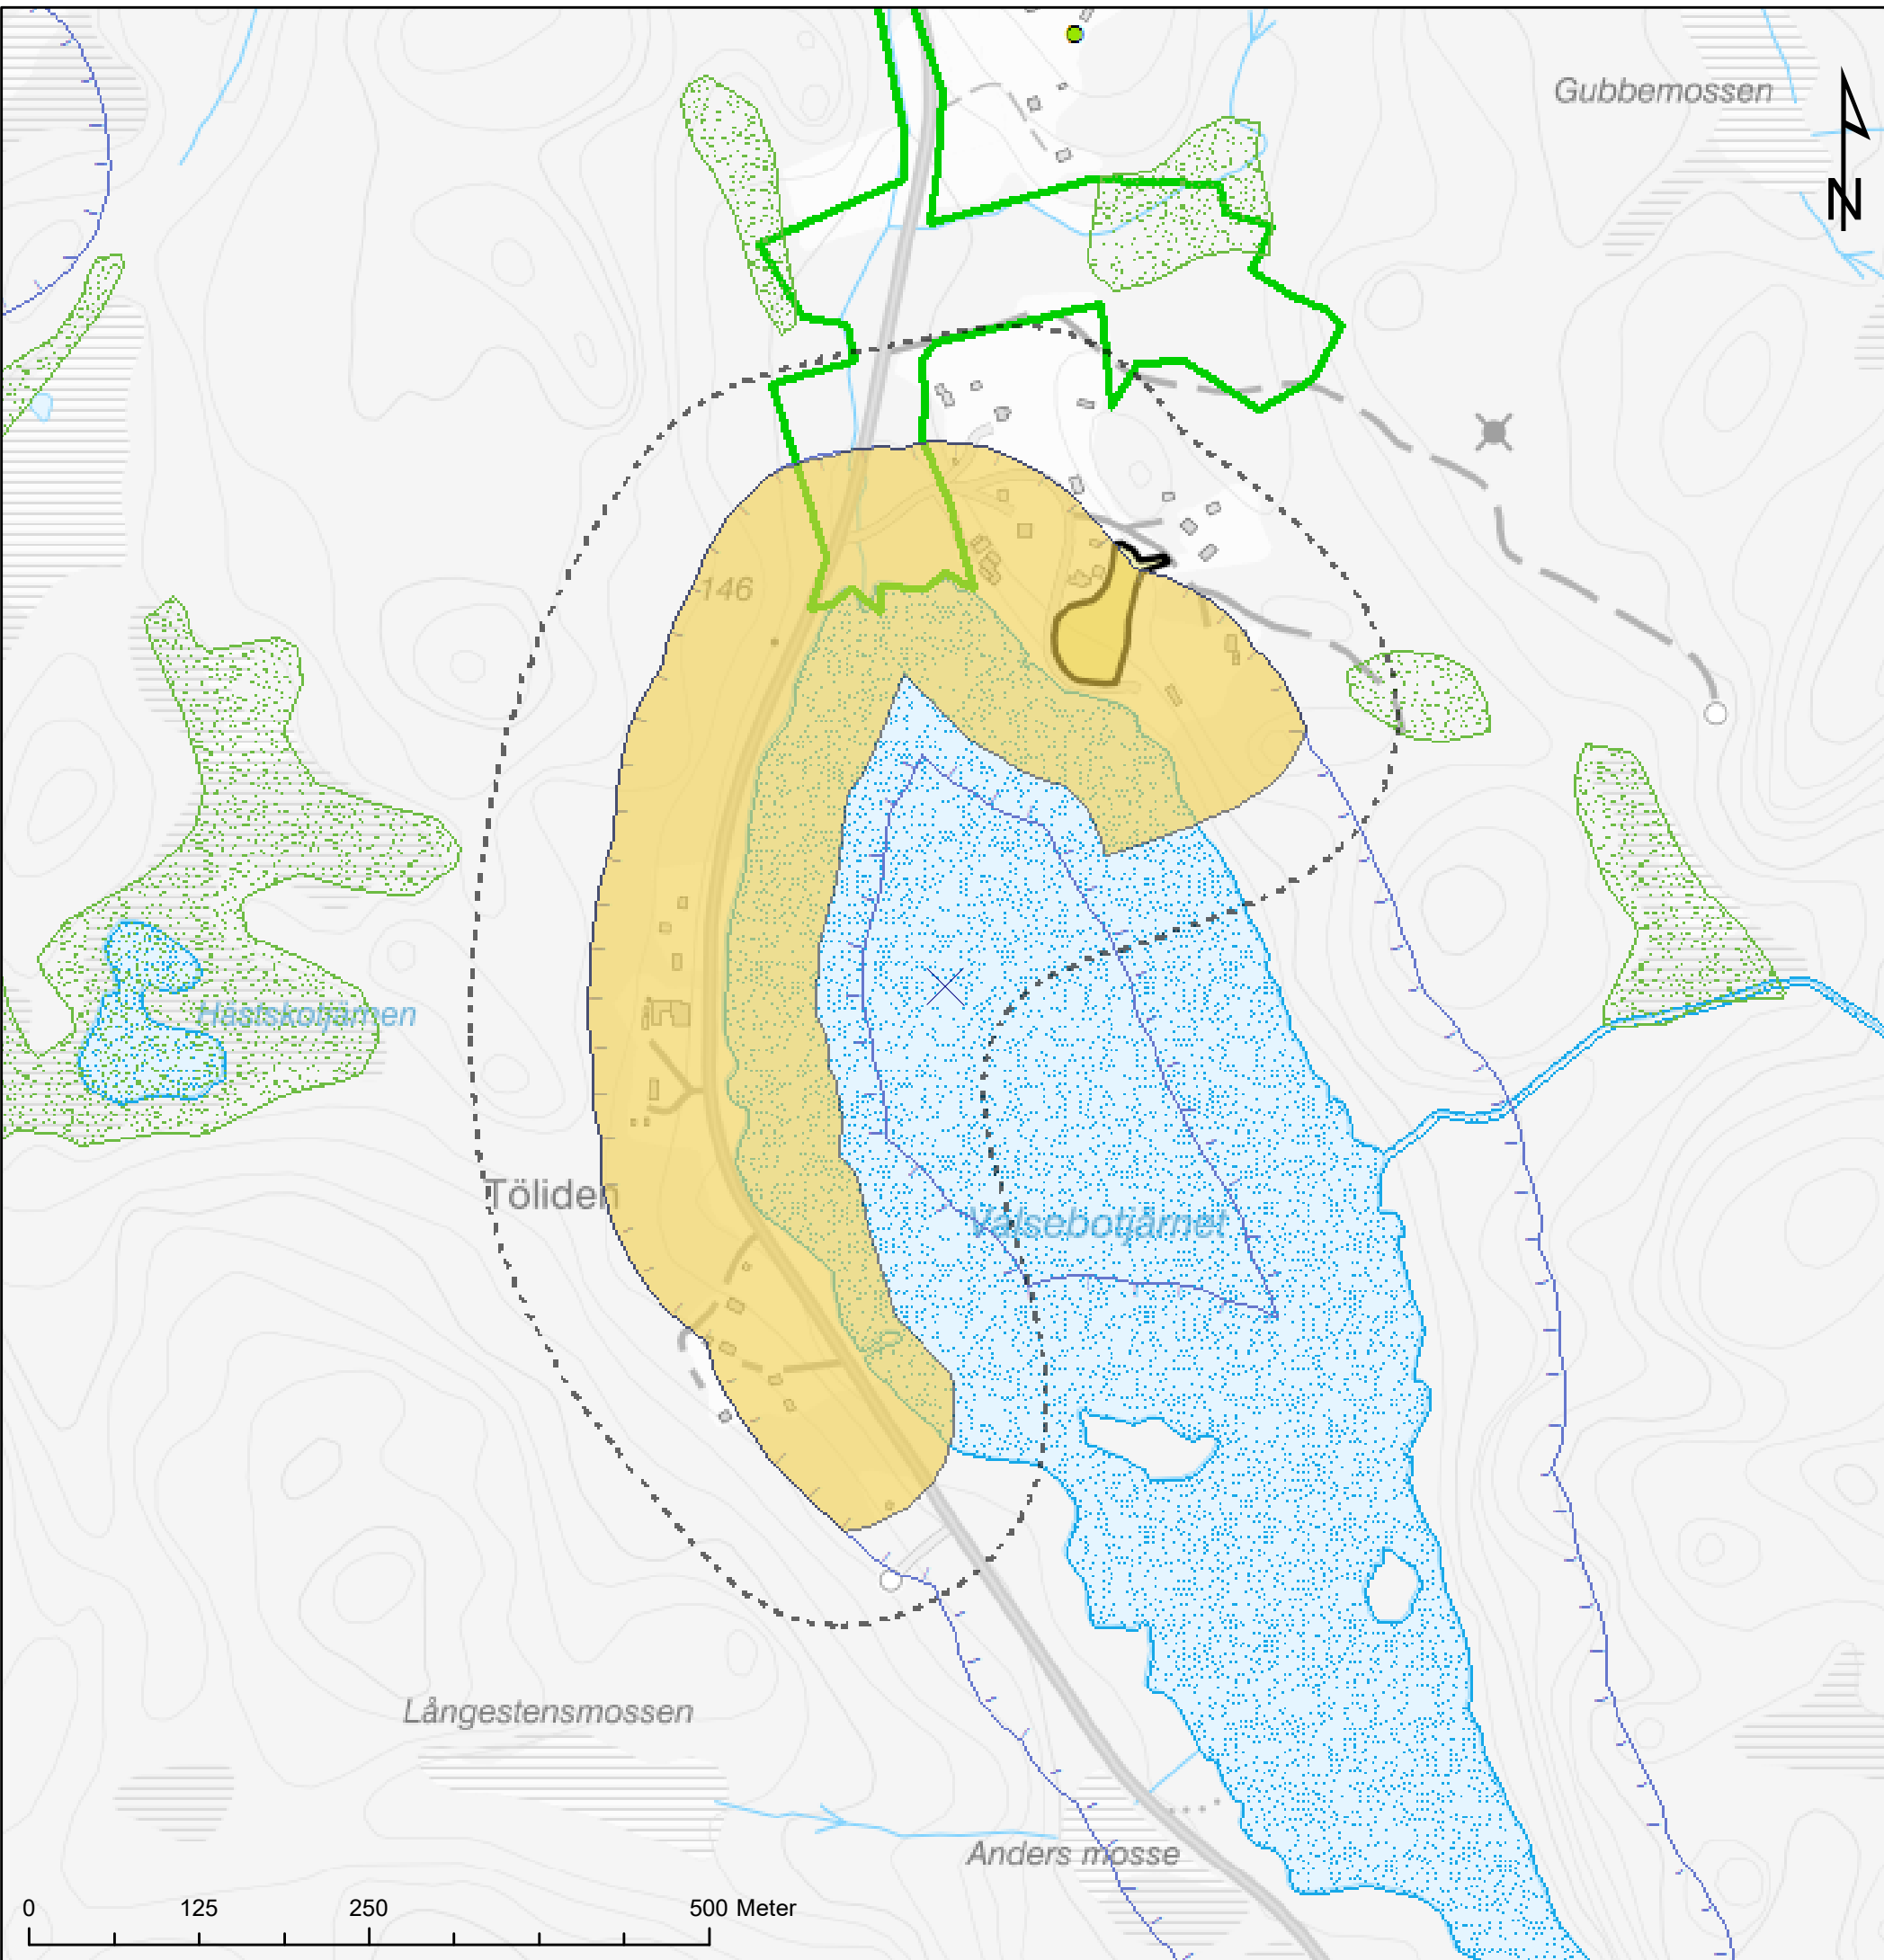 Gubbemossen
N
146
Hästskotjärnen
Töliden
Valsebotjärnet
Långestensmossen
Anders mosse
0 125 250 500 Meter